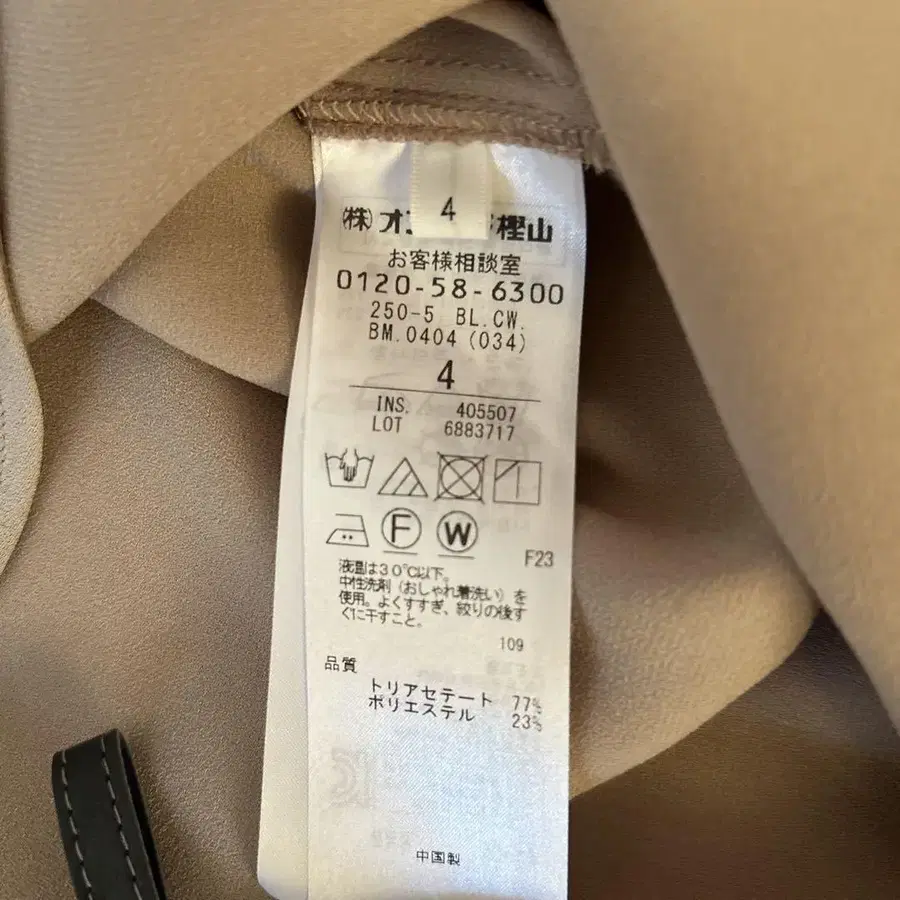 4
(株)オ 樫山
お客様相談室
0120-58-6300
250-5 BL.CW.
BM.0404 (034)
4
INS. 405507
LOT 6883717
F W
F23
液温は30℃以下。
中性洗剤(おしゃれ着洗い)を
使用。よくすすぎ、絞りの後す
ぐに干すこと。
109
品質
トリアセテート 77%
ポリエステル 23%
中国製